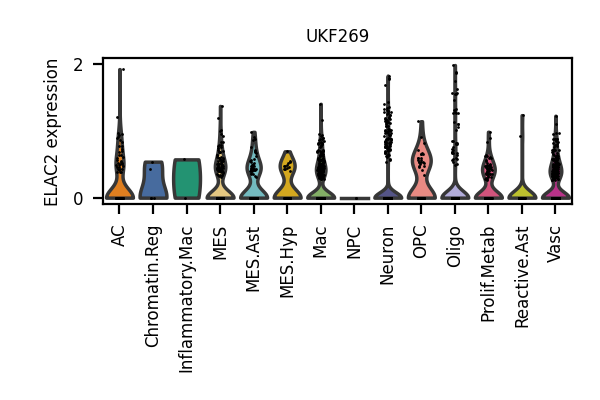 UKF269
ELAC2 expression
2
0
AC
Chromatin.Reg
Inflammatory.Mac
MES
MES.Ast
MES.Hyp
Mac
NPC
Neuron
OPC
Oligo
Prolif.Metab
Reactive.Ast
Vasc